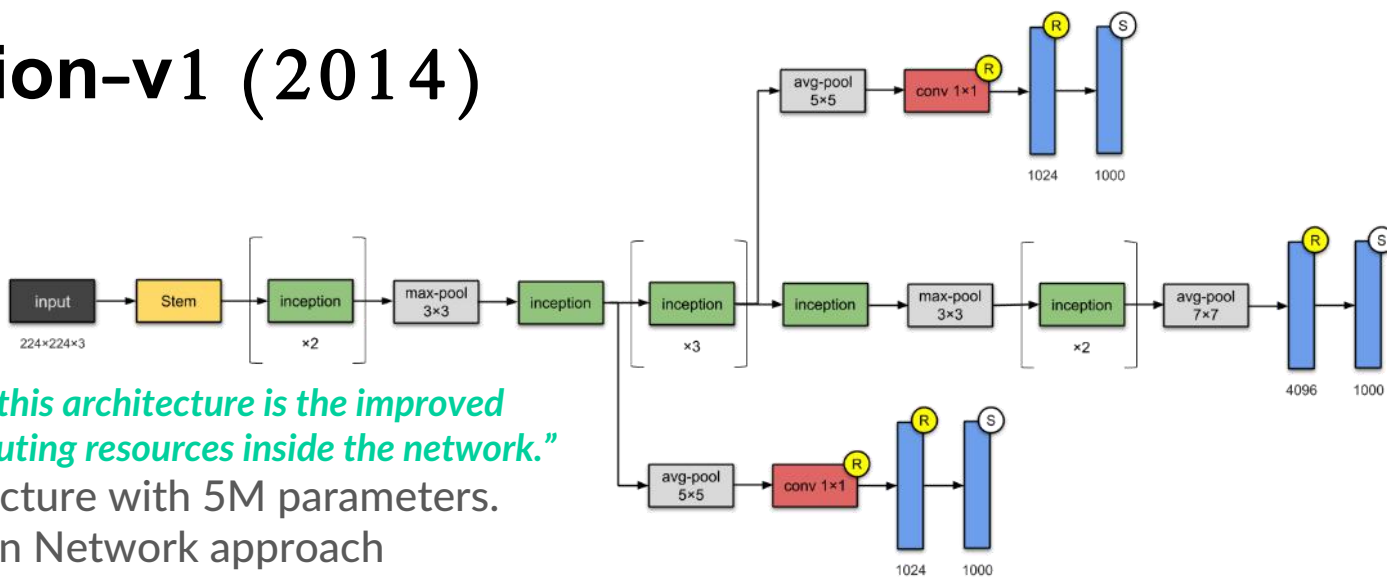 ion-v1 (2014)
avg-pool
5×5
conv 1×1
R
R
S
1024
1000
input
224×224×3
Stem
inception
×2
max-pool
3×3
inception
inception
×3
inception
max-pool
3×3
inception
×2
avg-pool
7×7
R
S
4096
1000
this architecture is the improved
uting resources inside the network.”
cture with 5M parameters.
n Network approach
avg-pool
5×5
conv 1×1
R
R
S
1024
1000